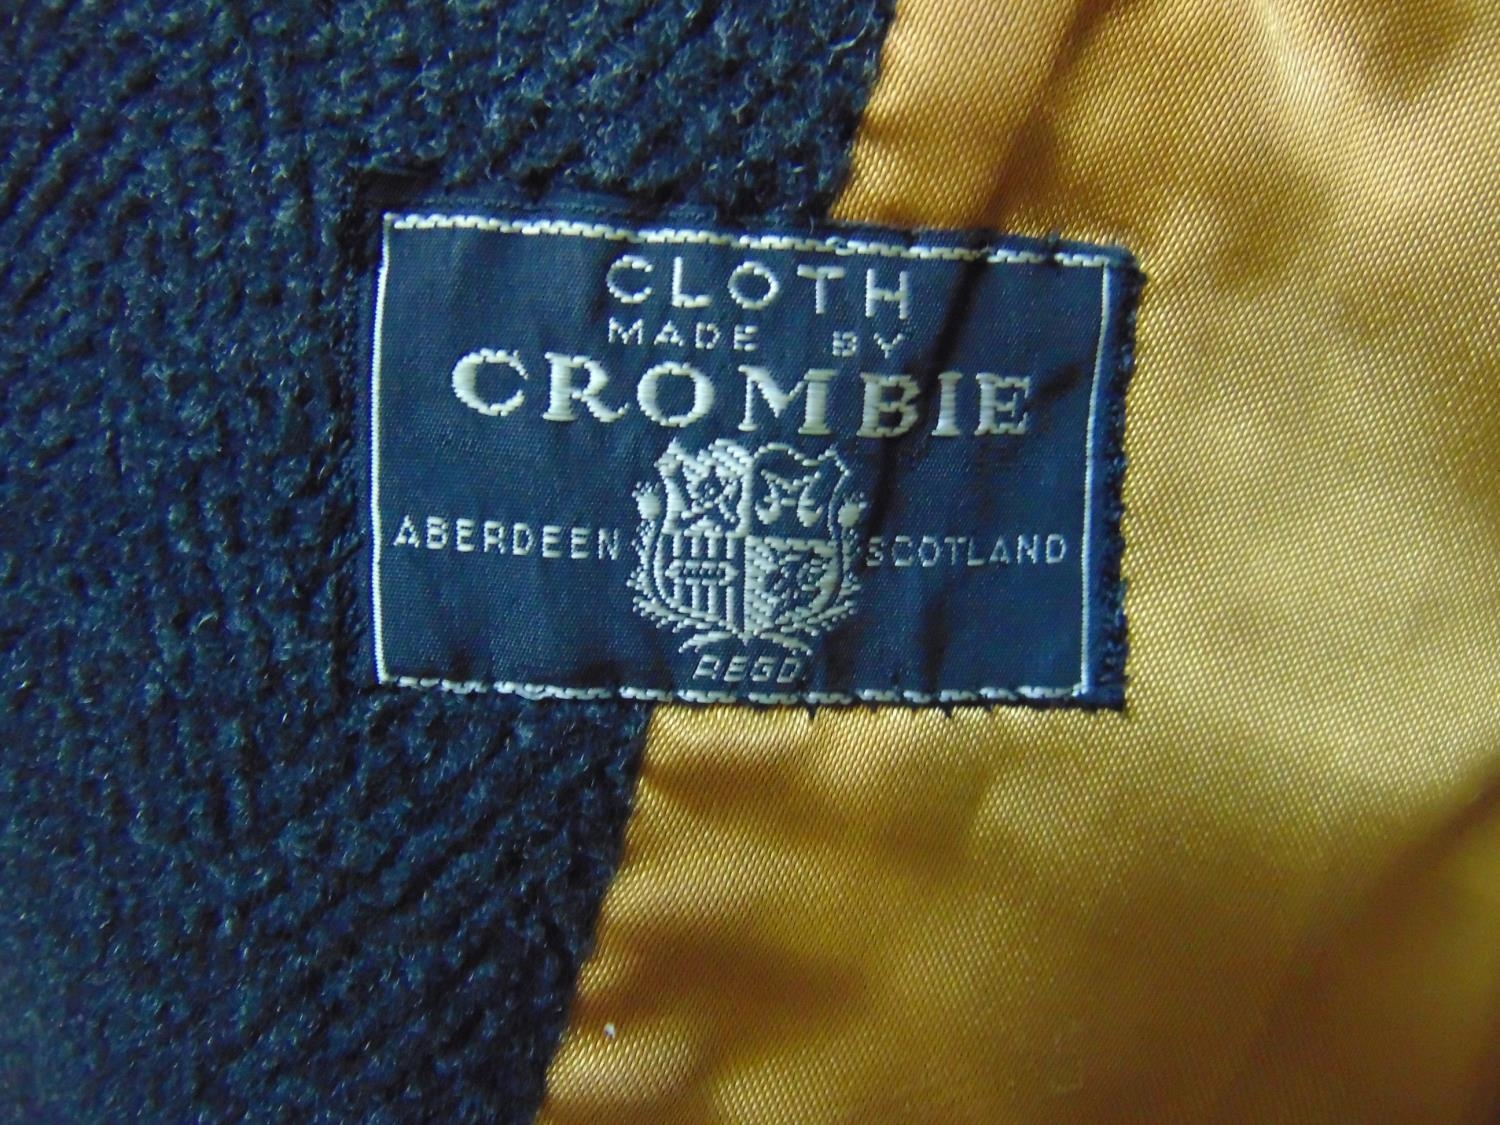 CLOTH
MADE BY
CROMBIE
ABERDEEN SCOTLAND
REGD